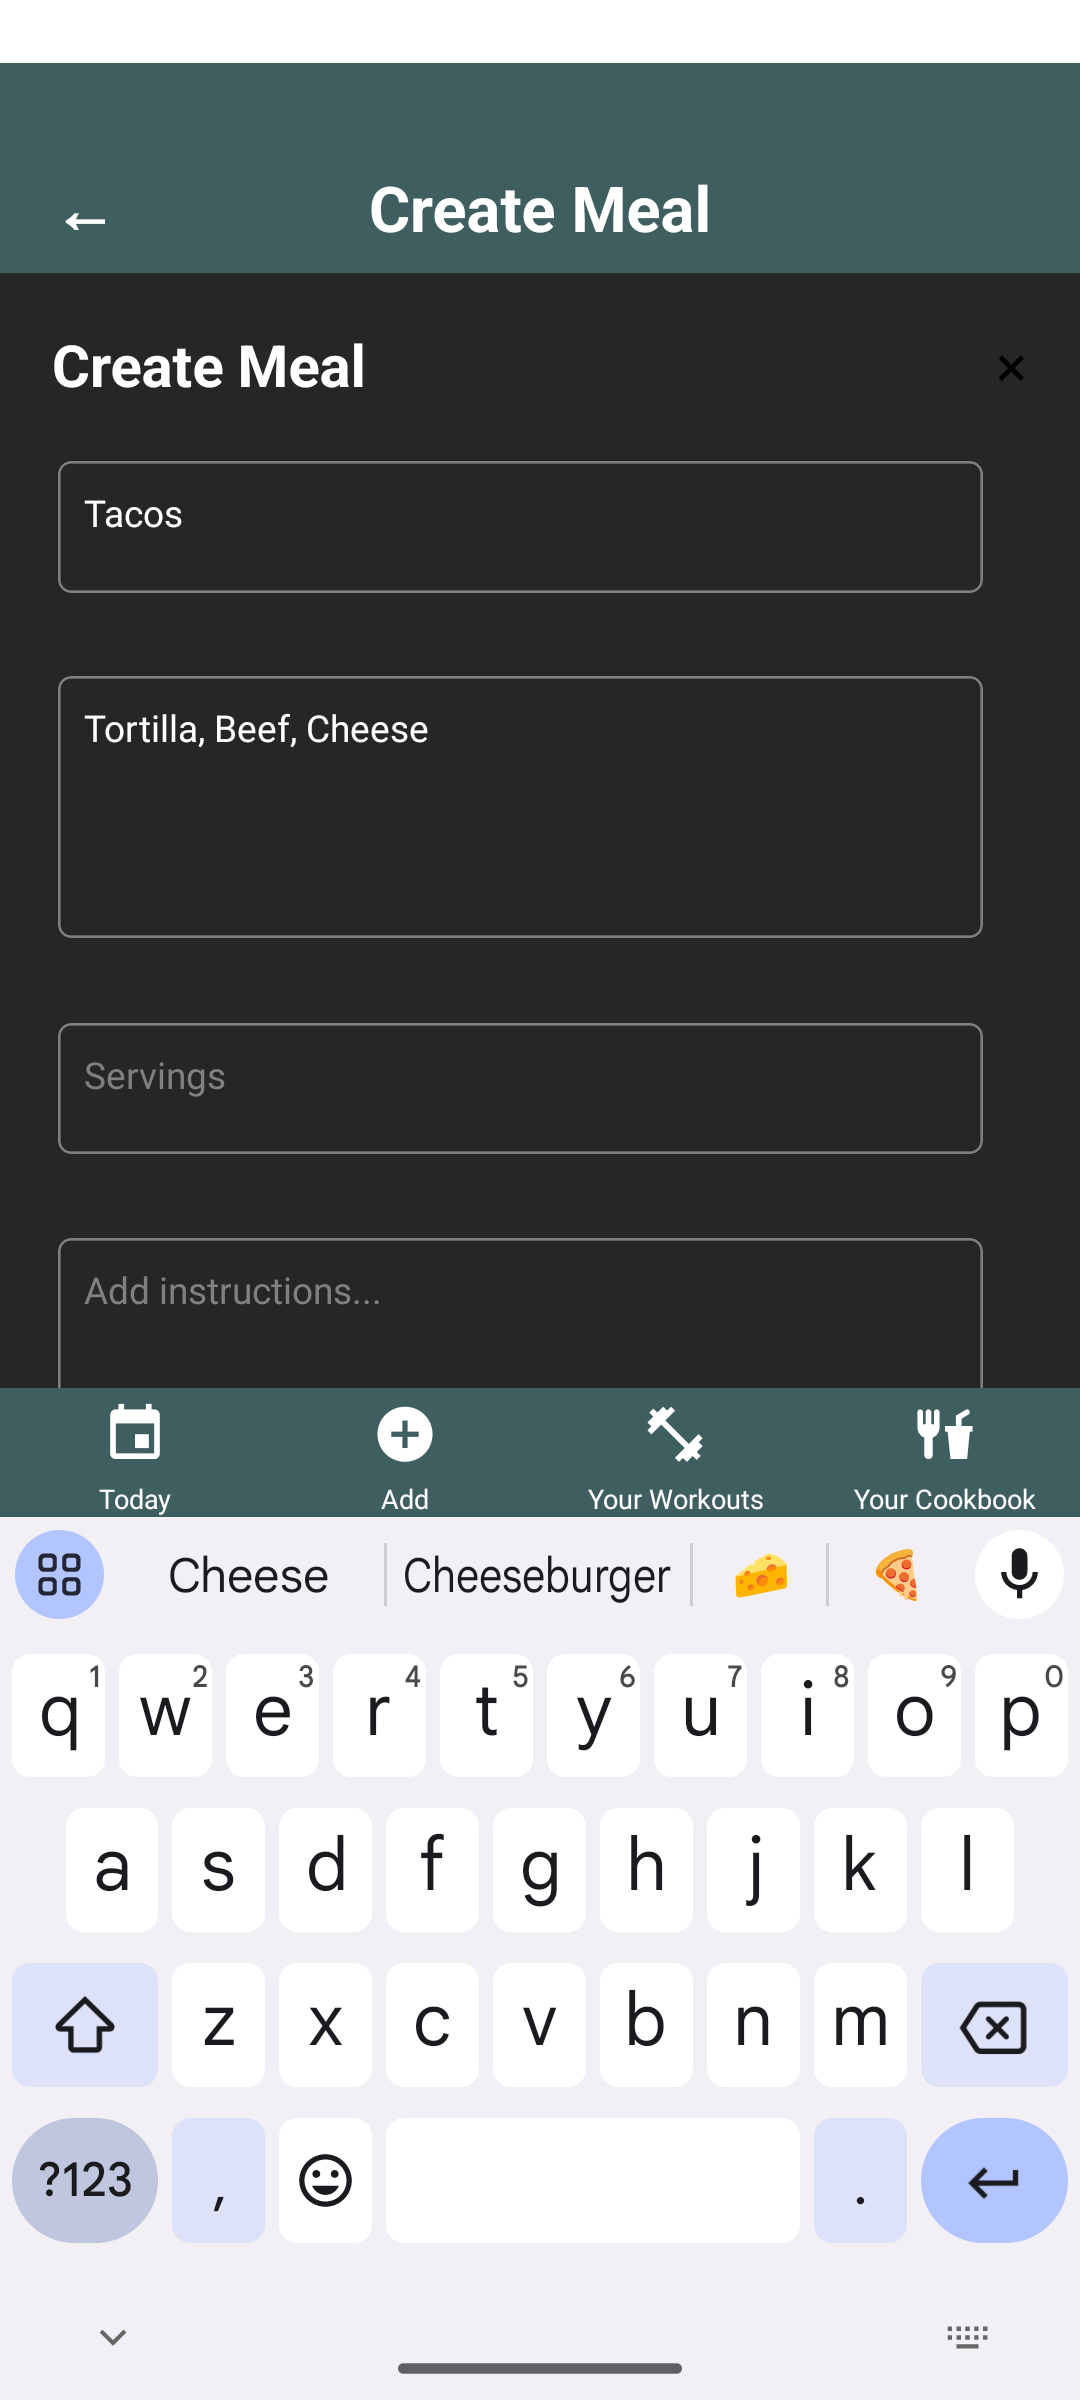 ←
Create Meal
Create Meal
×
Tacos
Tortilla, Beef, Cheese
Servings
Add instructions...
Today
Add
Your Workouts
Your Cookbook
Cheese
Cheeseburger
q 1 w 2 e 3 r 4 t 5 y 6 u 7 i 8 o 9 p 0
a s d f g h j k l
z x c v b n m
?123 , .